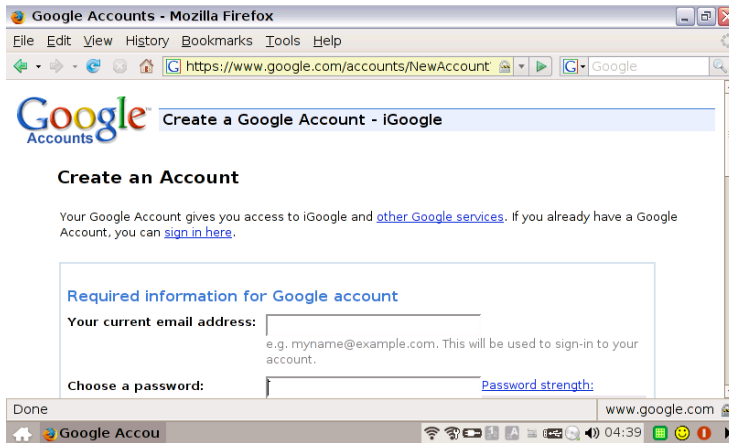 Google Accounts - Mozilla Firefox
File Edit View History Bookmarks Tools Help
G https://www.google.com/accounts/NewAccount G Google
Google™ Accounts
Create a Google Account - iGoogle
Create an Account
Your Google Account gives you access to iGoogle and other Google services. If you already have a Google
Account, you can sign in here.
Required information for Google account
Your current email address:
e.g. myname@example.com. This will be used to sign-in to your
account.
Choose a password:
Password strength:
Done www.google.com
Google Accou 1 A 04:39